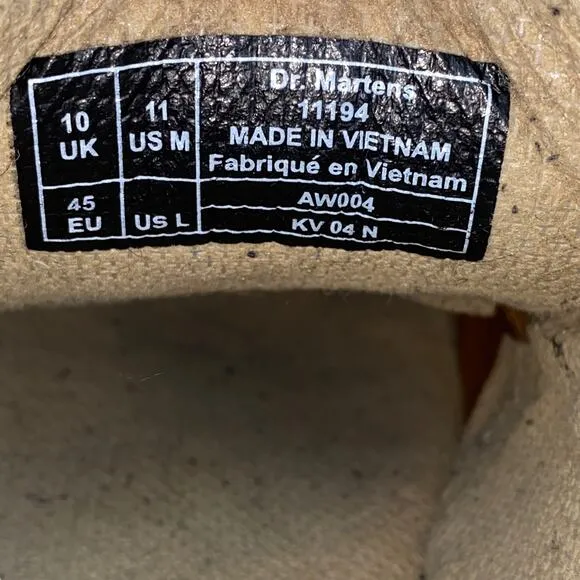 10
UK
11
US M
Dr. Martens
11194
MADE IN VIETNAM
Fabriqué en Vietnam
45
EU
US L
AW004
KV 04 N